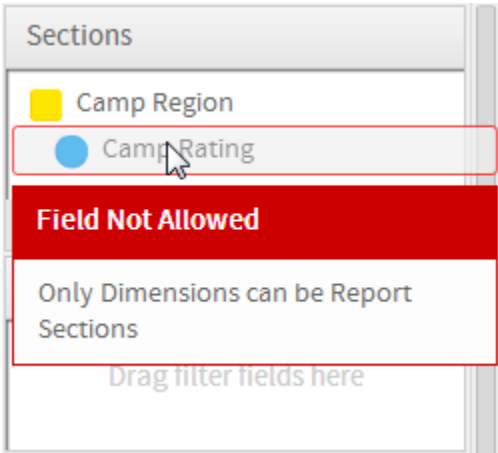 Sections
Camp Region
Camp Rating
Field Not Allowed
Only Dimensions can be Report
Sections
Drag filter fields here